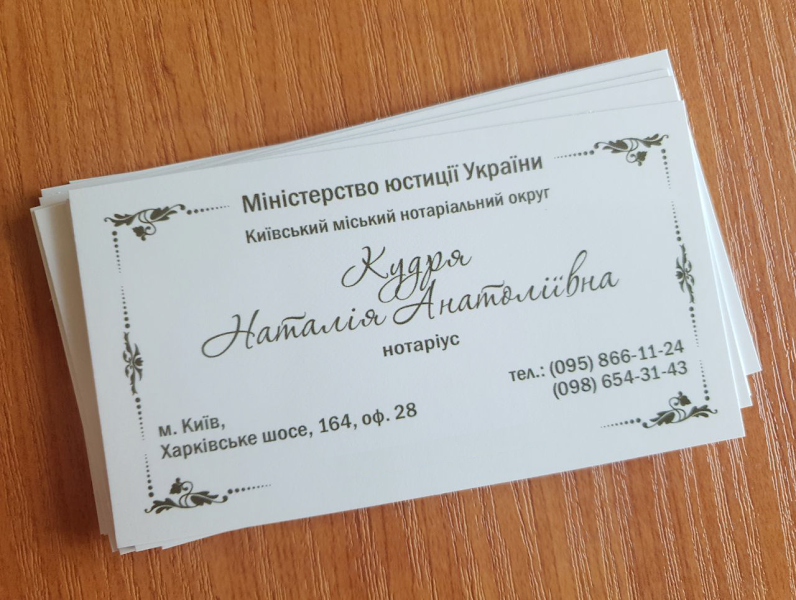 Міністерство юстиції України
Київський міський нотаріальний округ
Кудря
Наталія Анатоліївна
нотаріус
тел.: (095) 866-11-24
(098) 654-31-43
м. Київ,
Харківське шосе, 164, оф. 28